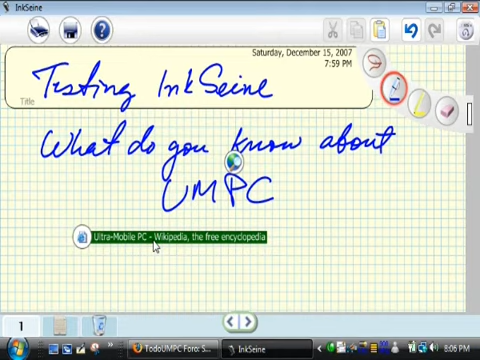 InkSeine
Saturday, December 15, 2007
7:59 PM
Testing InkSeine
Title
What do you know about
UMPC
Ultra-Mobile PC - Wikipedia, the free encyclopedia
1
TodoUMPC Foro: S...
InkSeine
8:06 PM